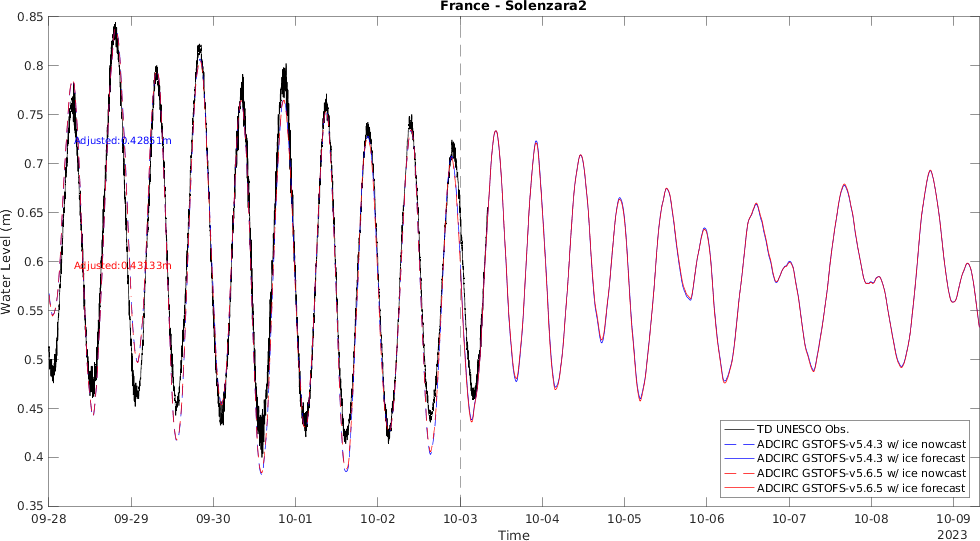 France - Solenzara2
0.85
0.8
0.75
0.7
0.65
0.6
0.55
0.5
0.45
0.4
0.35
Water Level (m)
Adjusted:0.42851m
Adjusted:0.43133m
TD UNESCO Obs.
ADCIRC GSTOFS-v5.4.3 w/ ice nowcast
ADCIRC GSTOFS-v5.4.3 w/ ice forecast
ADCIRC GSTOFS-v5.6.5 w/ ice nowcast
ADCIRC GSTOFS-v5.6.5 w/ ice forecast
09-28 09-29 09-30 10-01 10-02 10-03 10-04 10-05 10-06 10-07 10-08 10-09
Time
2023